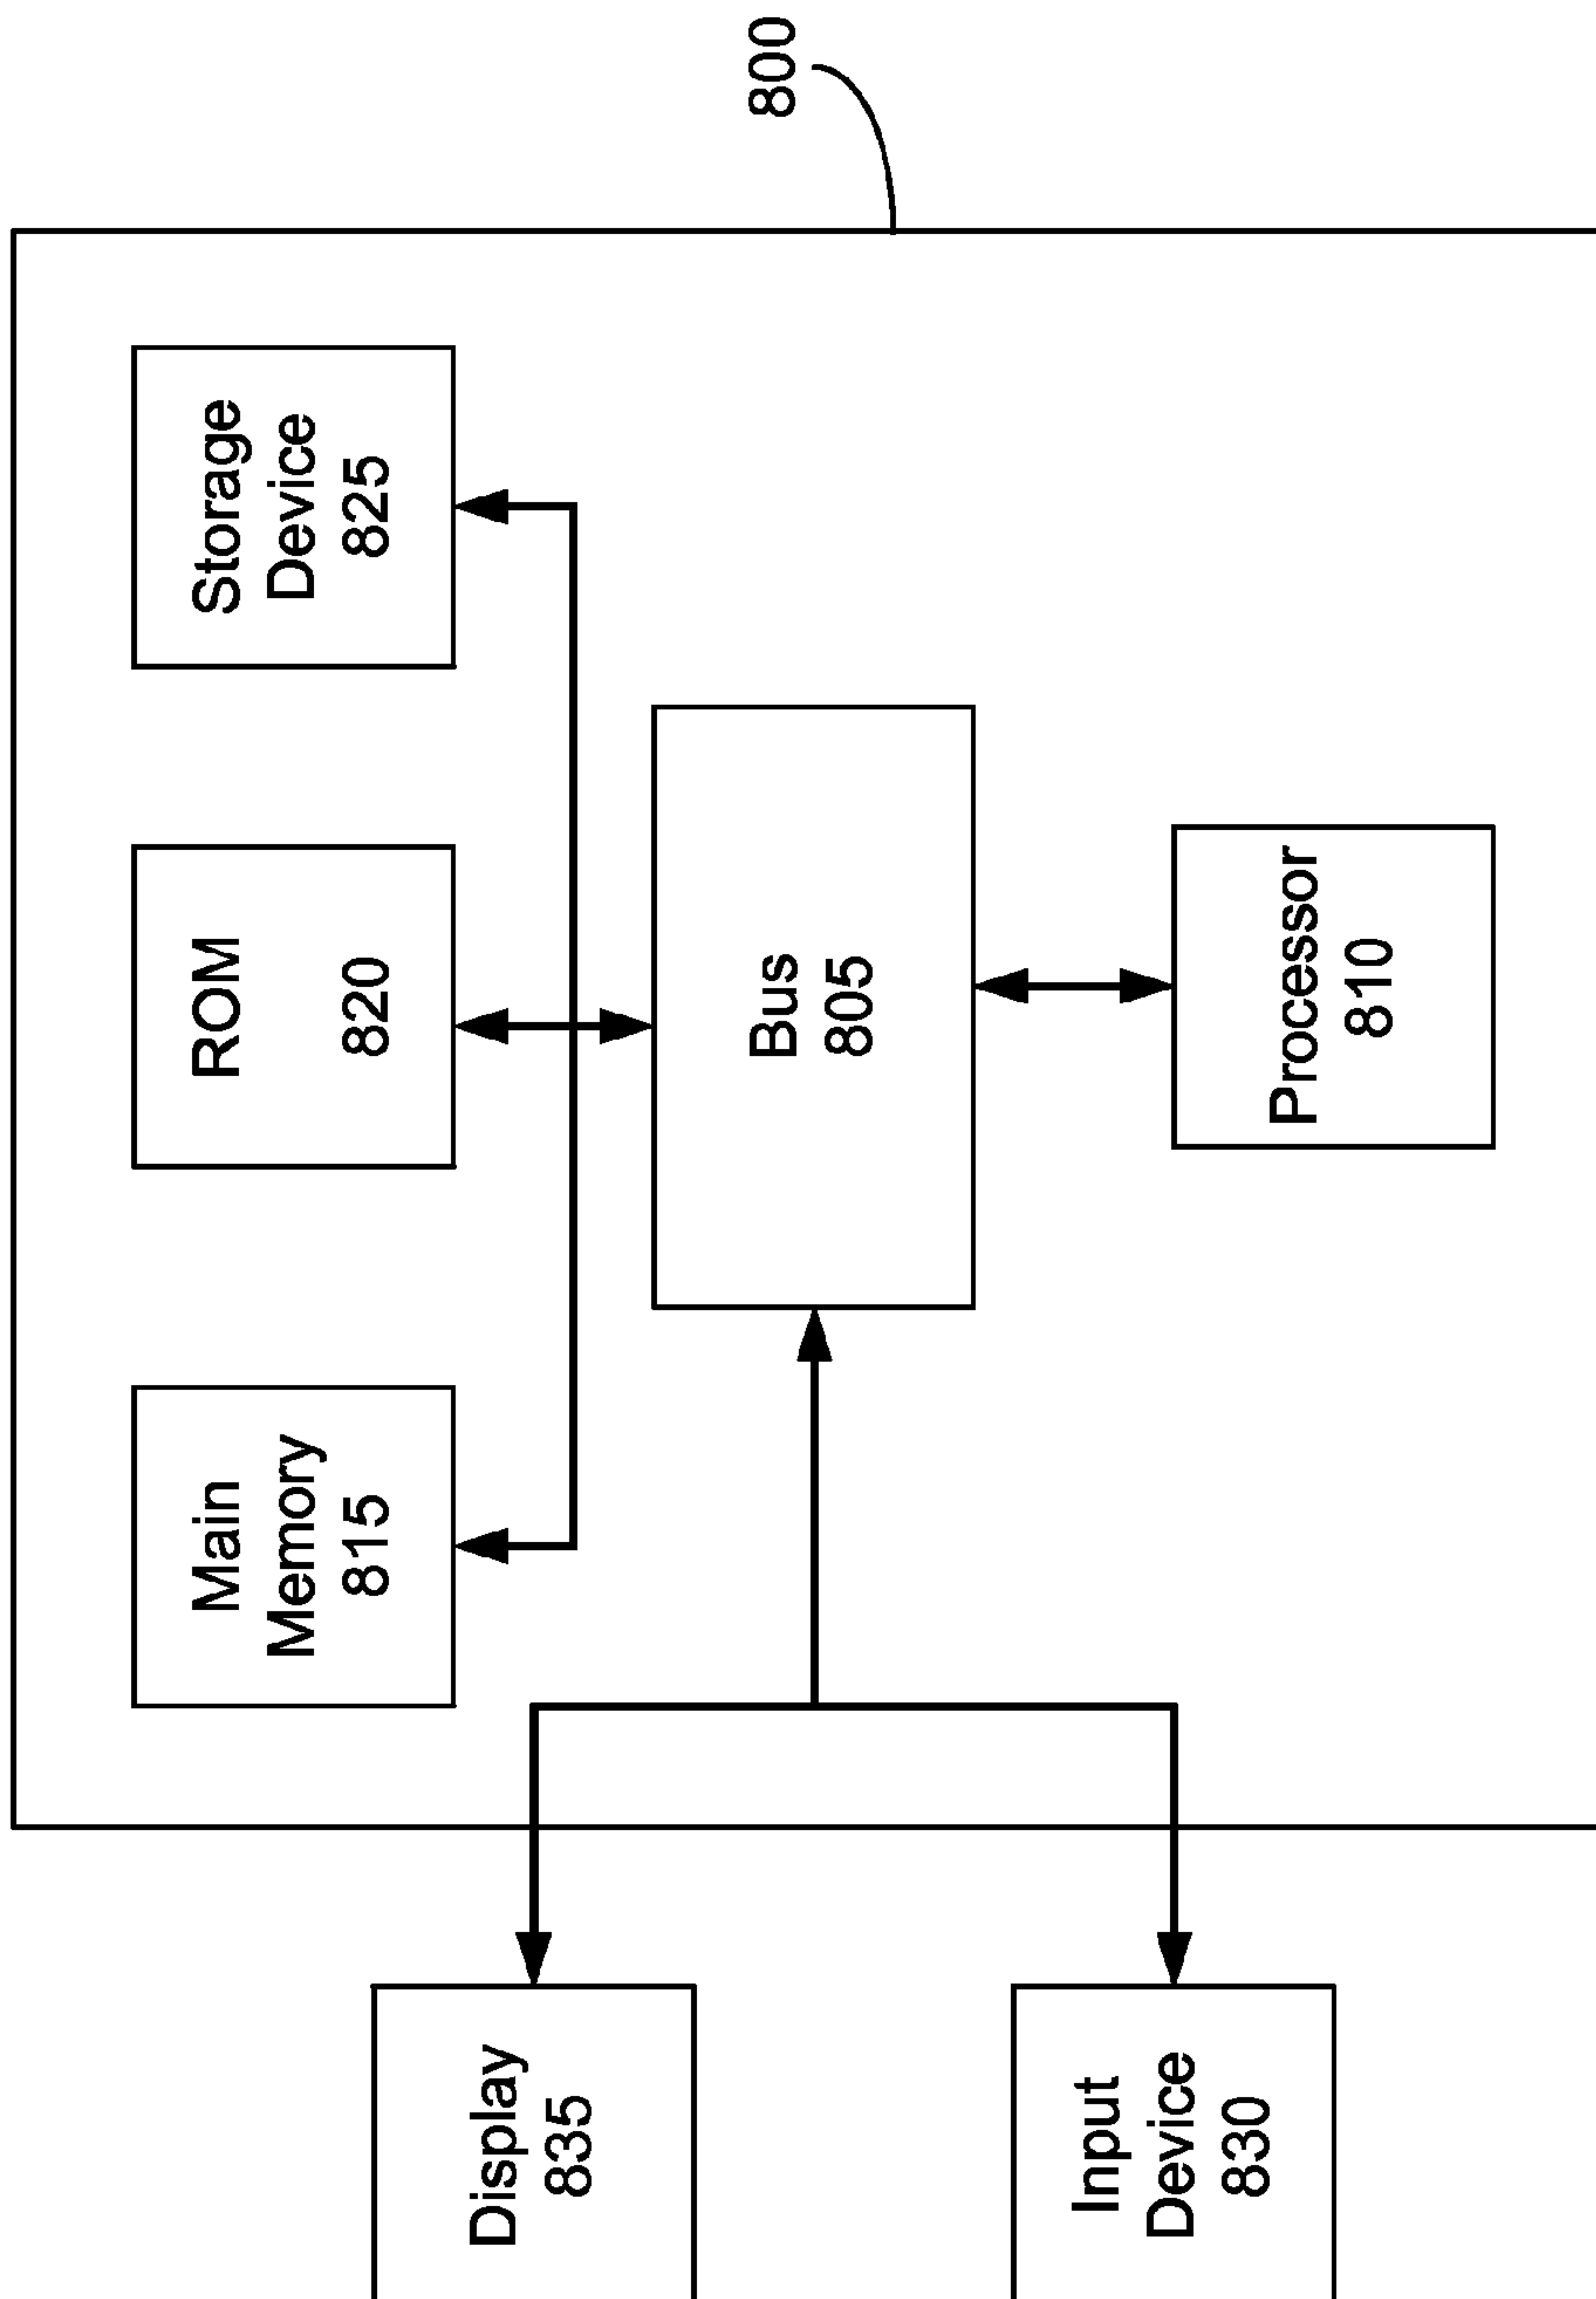 800
Main
Memory
815
ROM
820
Storage
Device
825
Display
835
Bus
805
Input
Device
830
Processor
810